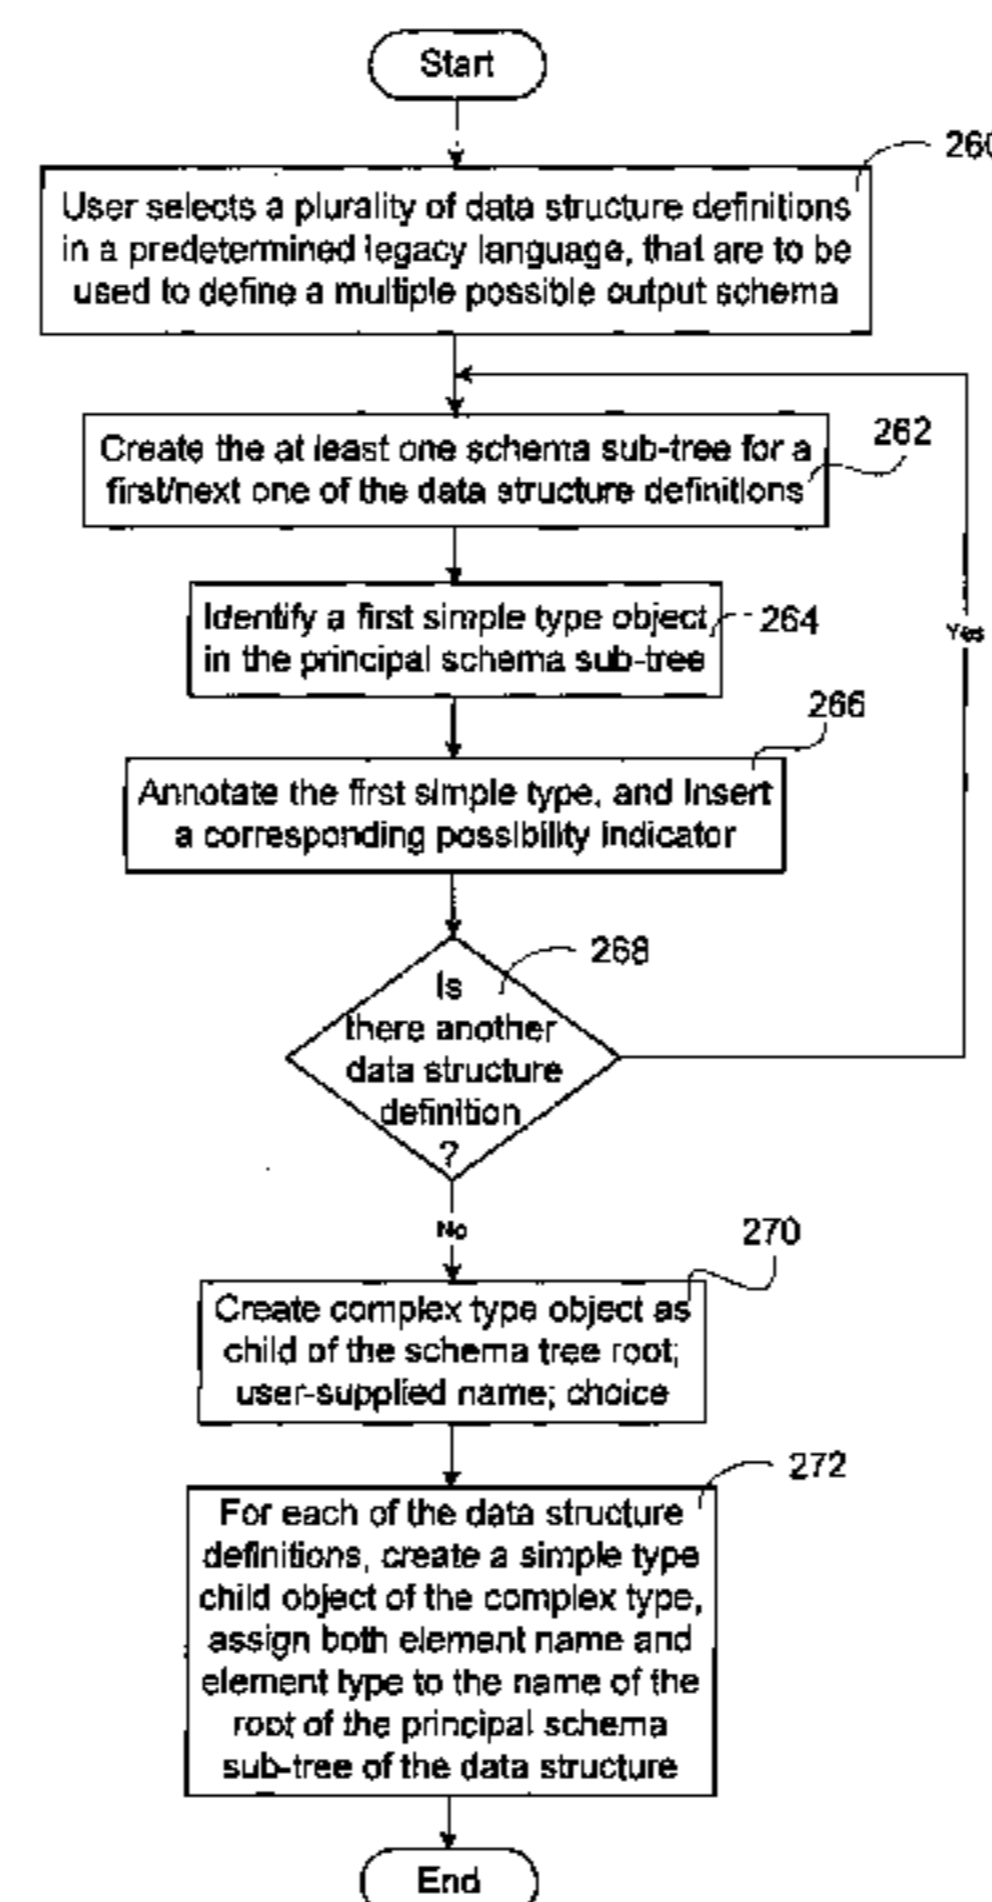 Start
260
User selects a plurality of data structure definitions
in a predetermined legacy language, that are to be
used to define a multiple possible output schema
262
Create the at least one schema sub-tree for a
first/next one of the data structure definitions
264
Identify a first simple type object
in the principal schema sub-tree
Yes
266
Annotate the first simple type, and insert
a corresponding possibility indicator
268
Is
there another
data structure
definition
?
No
270
Create complex type object as
child of the schema tree root;
user-supplied name; choice
272
For each of the data structure
definitions, create a simple type
child object of the complex type,
assign both element name and
element type to the name of the
root of the principal schema
sub-tree of the data structure
End